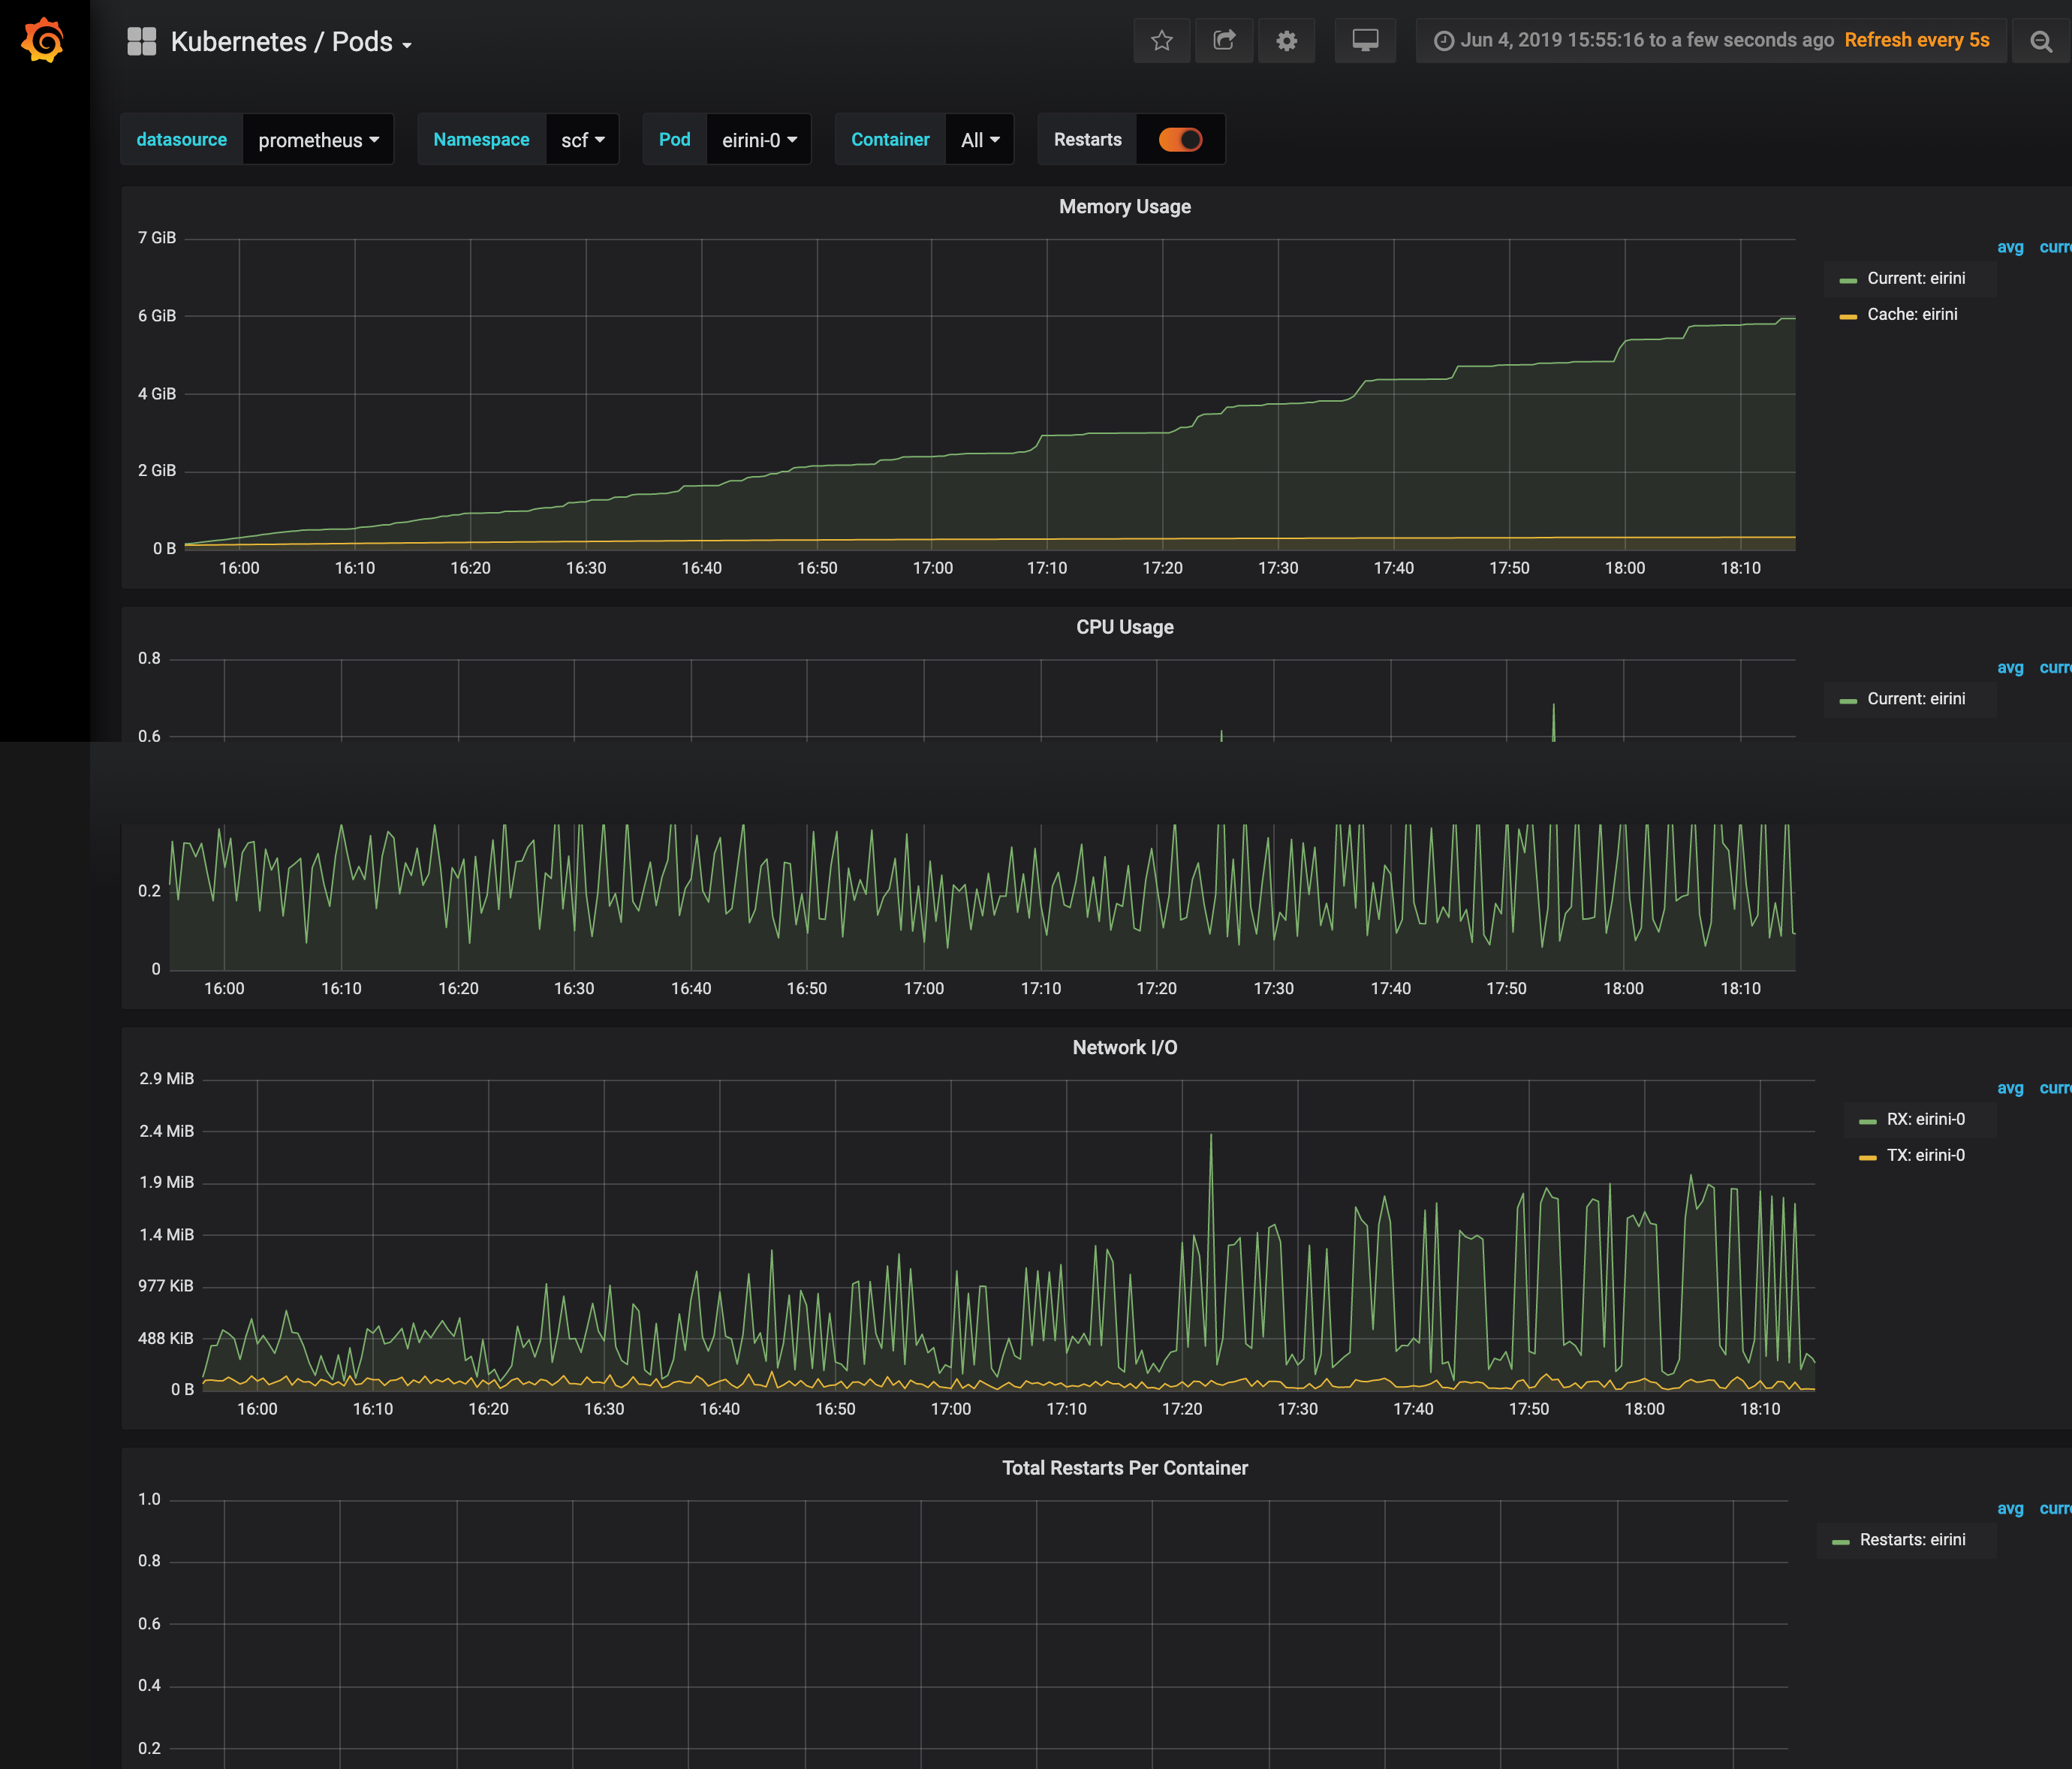 Kubernetes / Pods
Jun 4, 2019 15:55:16 to a few seconds ago Refresh every 5s
datasource prometheus Namespace scf Pod eirini-0 Container All Restarts
Memory Usage
7 GiB
6 GiB
4 GiB
2 GiB
0 B
16:00 16:10 16:20 16:30 16:40 16:50 17:00 17:10 17:20 17:30 17:40 17:50 18:00 18:10
avg curre
Current: eirini
Cache: eirini
CPU Usage
0.8
0.6
0.2
0
16:00 16:10 16:20 16:30 16:40 16:50 17:00 17:10 17:20 17:30 17:40 17:50 18:00 18:10
avg curre
Current: eirini
Network I/O
2.9 MiB
2.4 MiB
1.9 MiB
1.4 MiB
977 KiB
488 KiB
0 B
16:00 16:10 16:20 16:30 16:40 16:50 17:00 17:10 17:20 17:30 17:40 17:50 18:00 18:10
avg curre
RX: eirini-0
TX: eirini-0
Total Restarts Per Container
1.0
0.8
0.6
0.4
0.2
avg curre
Restarts: eirini